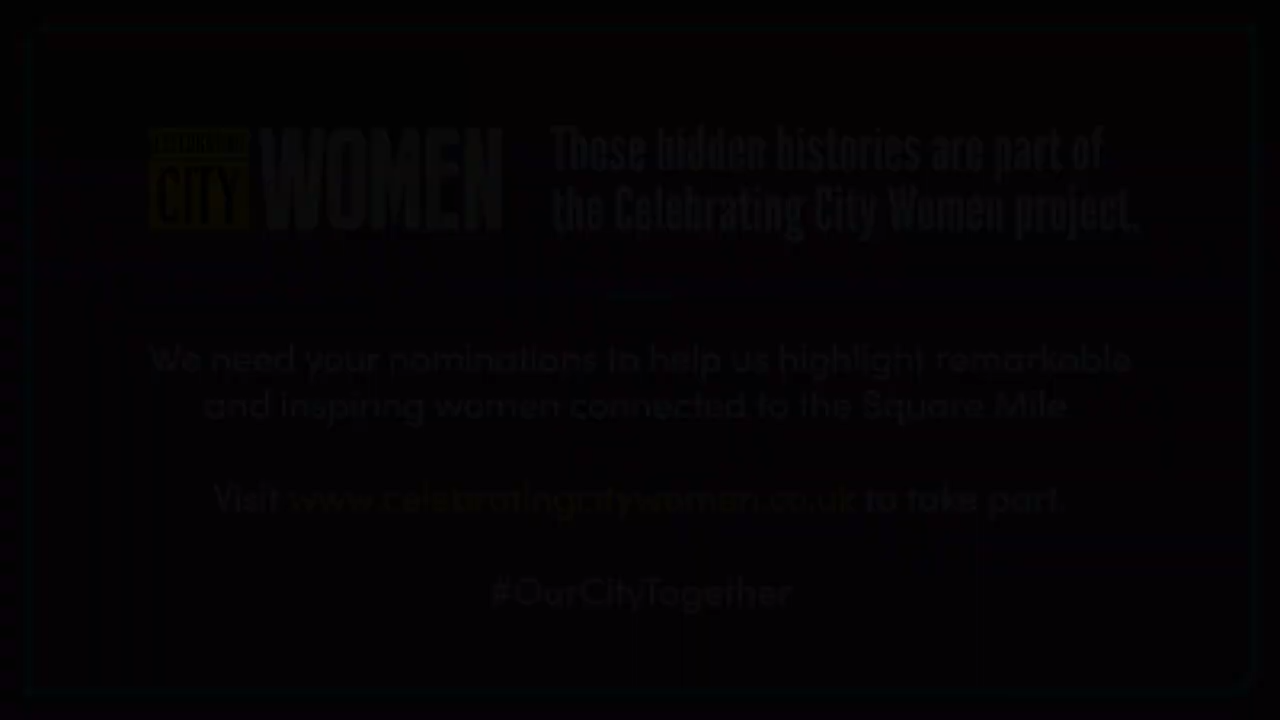 CELEBRATING
CITY WOMEN
These hidden histories are part of
the Celebrating City Women project.
We need your nominations to help us highlight remarkable
and inspiring women connected to the Square Mile
Visit www.celebratingcitywomen.co.uk to take part
#OurCityTogether